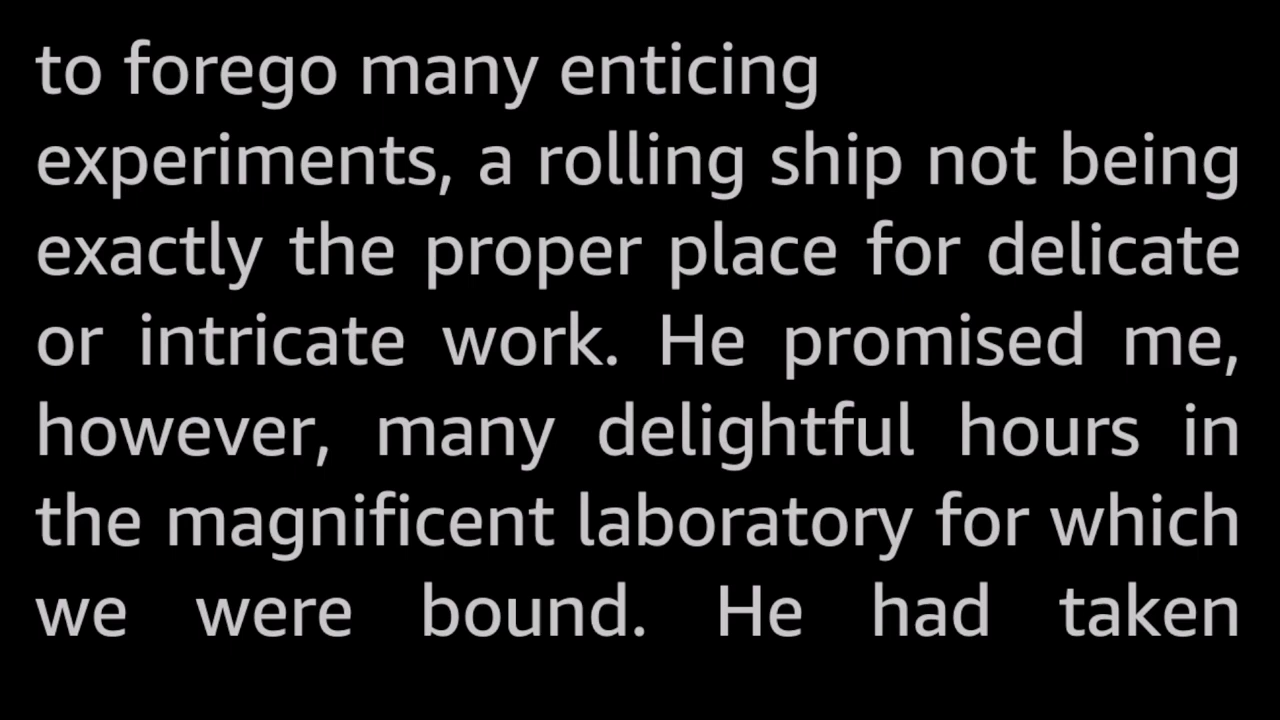 to forego many enticing
experiments, a rolling ship not being
exactly the proper place for delicate
or intricate work. He promised me,
however, many delightful hours in
the magnificent laboratory for which
we were bound. He had taken